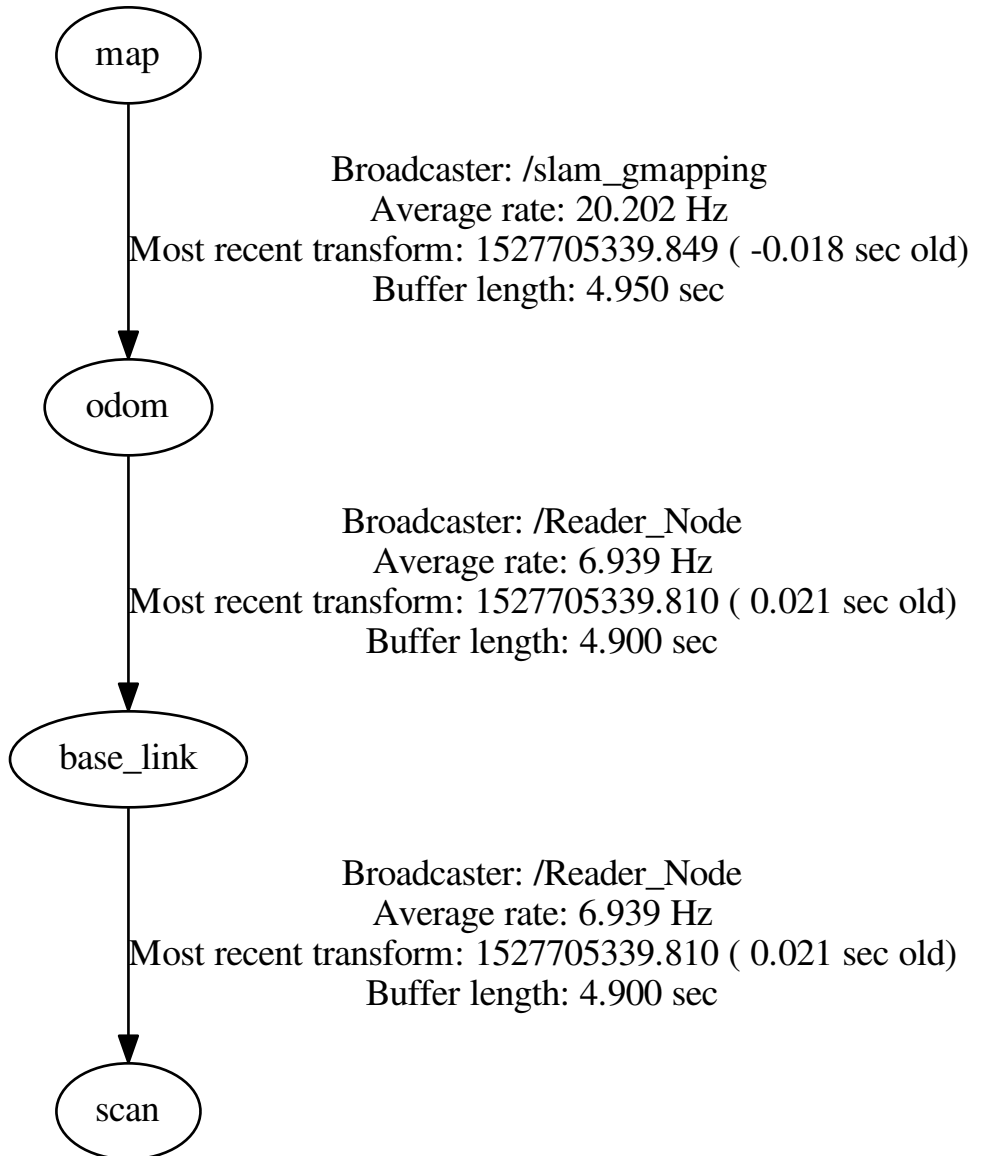 map
Broadcaster: /slam_gmapping
Average rate: 20.202 Hz
Most recent transform: 1527705339.849 ( -0.018 sec old)
Buffer length: 4.950 sec
odom
Broadcaster: /Reader_Node
Average rate: 6.939 Hz
Most recent transform: 1527705339.810 ( 0.021 sec old)
Buffer length: 4.900 sec
base_link
Broadcaster: /Reader_Node
Average rate: 6.939 Hz
Most recent transform: 1527705339.810 ( 0.021 sec old)
Buffer length: 4.900 sec
scan